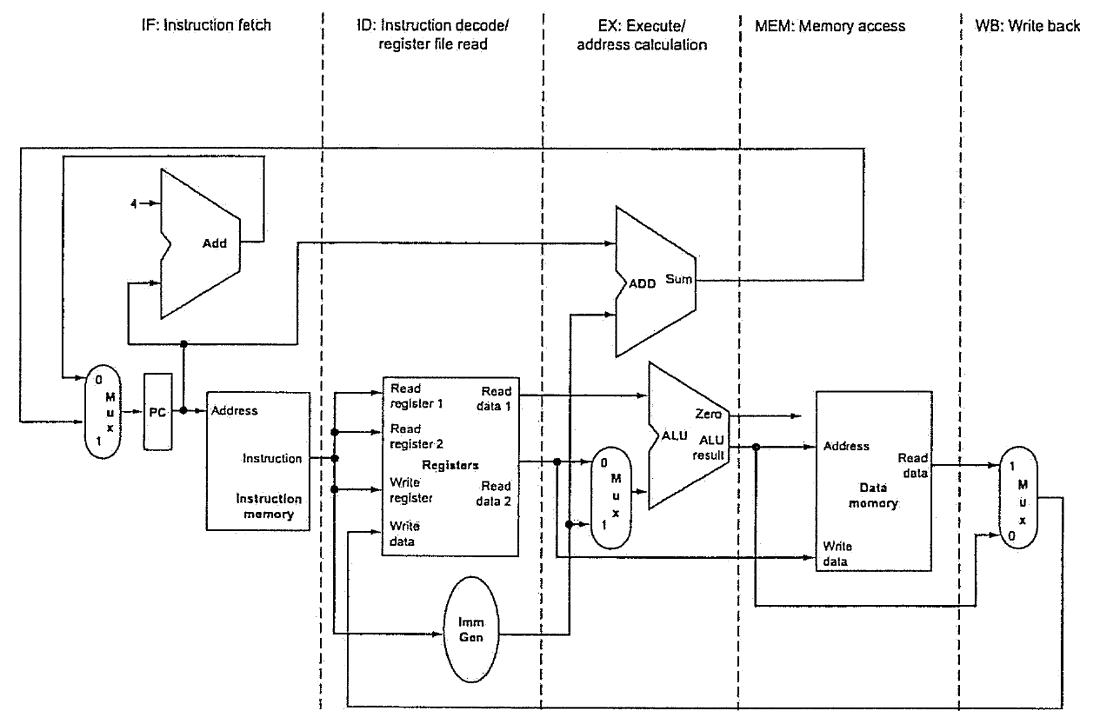 IF: Instruction fetch
ID: Instruction decode/
register file read
EX: Execute/
address calculation
MEM: Memory access
WB: Write back
4
Add
ADD
Sum
0
M
u
x
1
PC
Address
Instruction
Instruction
memory
Read
register 1
Read
data 1
Read
register 2
Registers
Write
register
Read
data 2
Write
data
Imm
Gen
0
M
u
x
1
Zero
ALU
ALU
result
Address
Read
data
Data
memory
Write
data
1
M
u
x
0